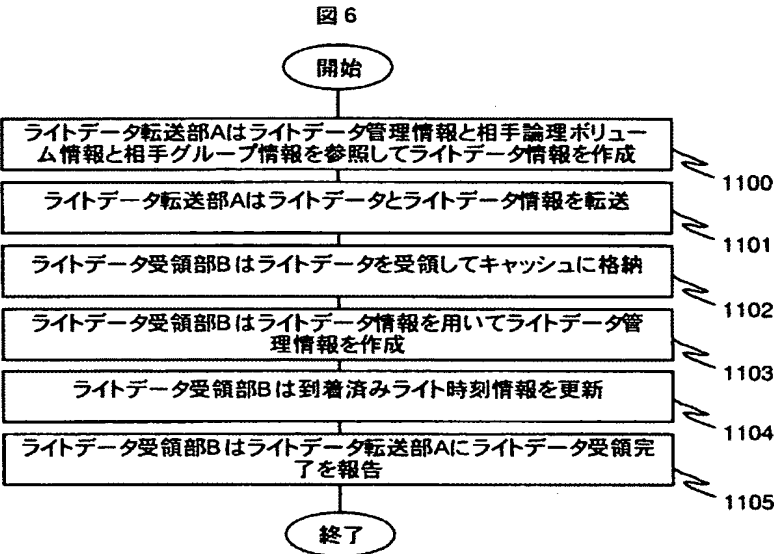 図6
開始
ライトデータ転送部Aはライトデータ管理情報と相手論理ボリュー
ム情報と相手グループ情報を参照してライトデータ情報を作成
1100
ライトデータ転送部Aはライトデータとライトデータ情報を転送
1101
ライトデータ受領部Bはライトデータを受領してキャッシュに格納
1102
ライトデータ受領部Bはライトデータ情報を用いてライトデータ管
理情報を作成
1103
ライトデータ受領部Bは到着済みライト時刻情報を更新
1104
ライトデータ受領部Bはライトデータ転送部Aにライトデータ受領完
了を報告
1105
終了